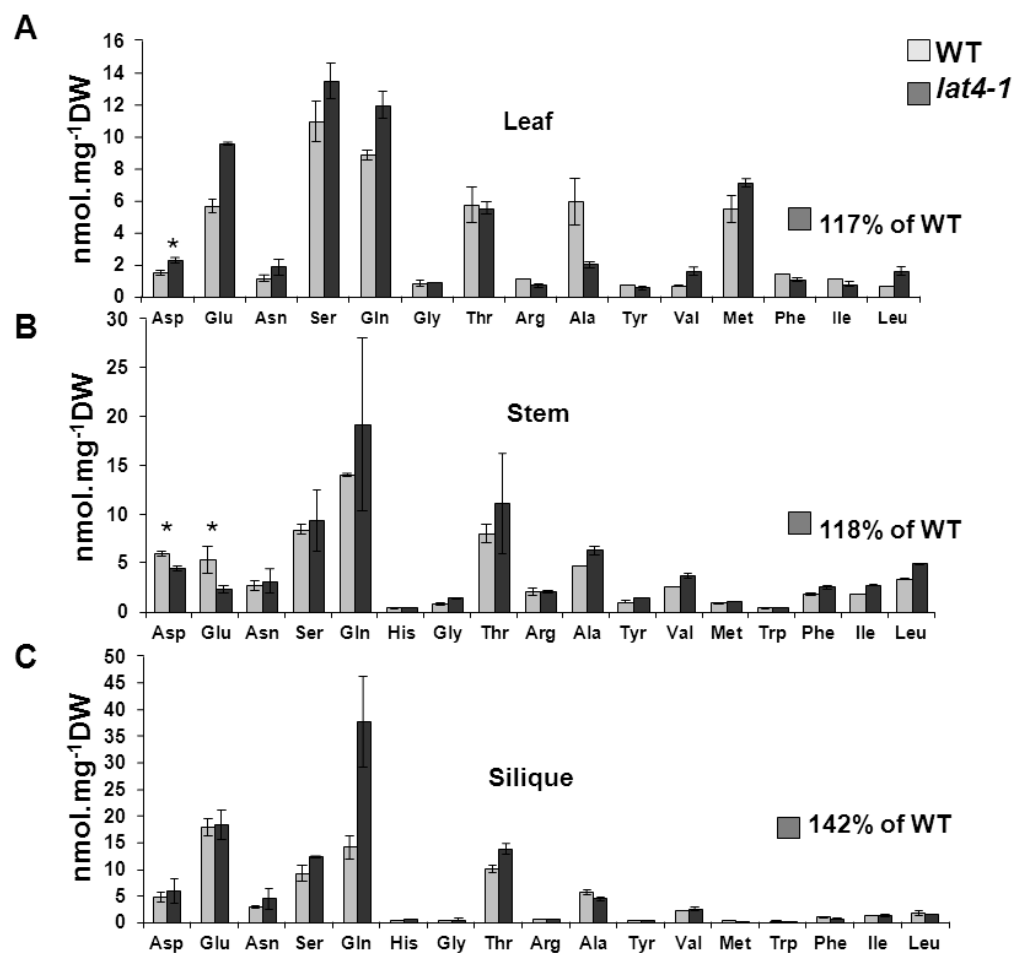 A
WT
lat4-1
nmol.mg-1DW
16
14
12
10
8
6
4
2
0
Leaf
*
117% of WT
Asp Glu Asn Ser Gln Gly Thr Arg Ala Tyr Val Met Phe Ile Leu
B
nmol.mg-1DW
30
25
20
15
10
5
0
Stem
* *
118% of WT
Asp Glu Asn Ser Gln His Gly Thr Arg Ala Tyr Val Met Trp Phe Ile Leu
C
nmol.mg-1DW
50
45
40
35
30
25
20
15
10
5
0
Silique
142% of WT
Asp Glu Asn Ser Gln His Gly Thr Arg Ala Tyr Val Met Trp Phe Ile Leu